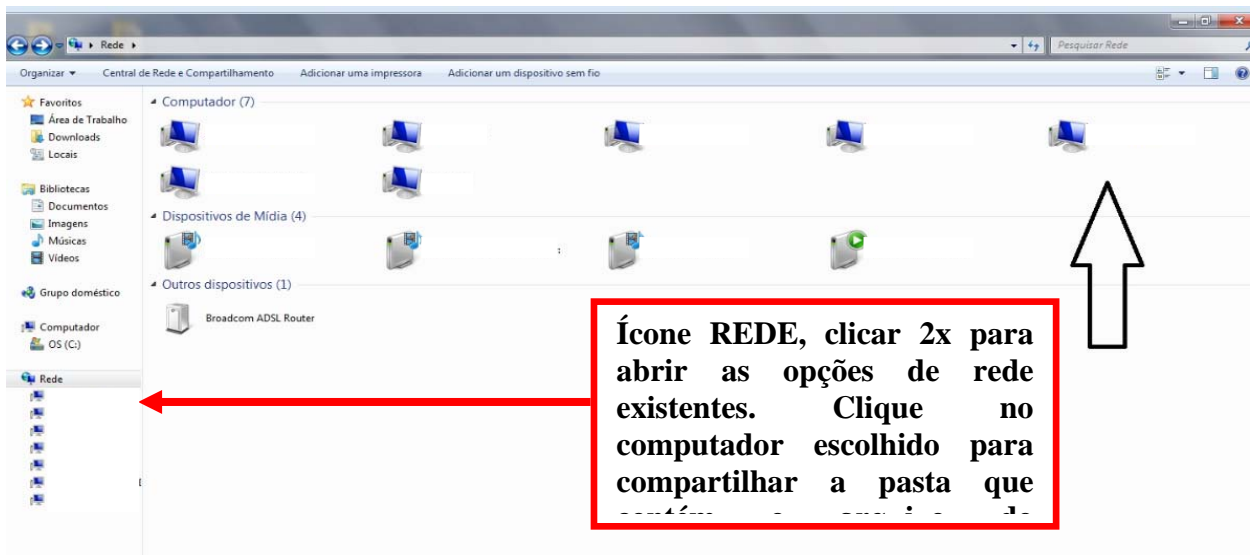 Rede
Pesquisar Rede
Organizar
Central de Rede e Compartilhamento
Adicionar uma impressora
Adicionar um dispositivo sem fio
Favoritos
Área de Trabalho
Downloads
Locais
Bibliotecas
Documentos
Imagens
Músicas
Vídeos
Grupo doméstico
Computador
OS (C:)
Rede
Computador (7)
Dispositivos de Mídia (4)
Outros dispositivos (1)
Broadcom ADSL Router
Ícone REDE, clicar 2x para
abrir as opções de rede
existentes. Clique no
computador escolhido para
compartilhar a pasta que